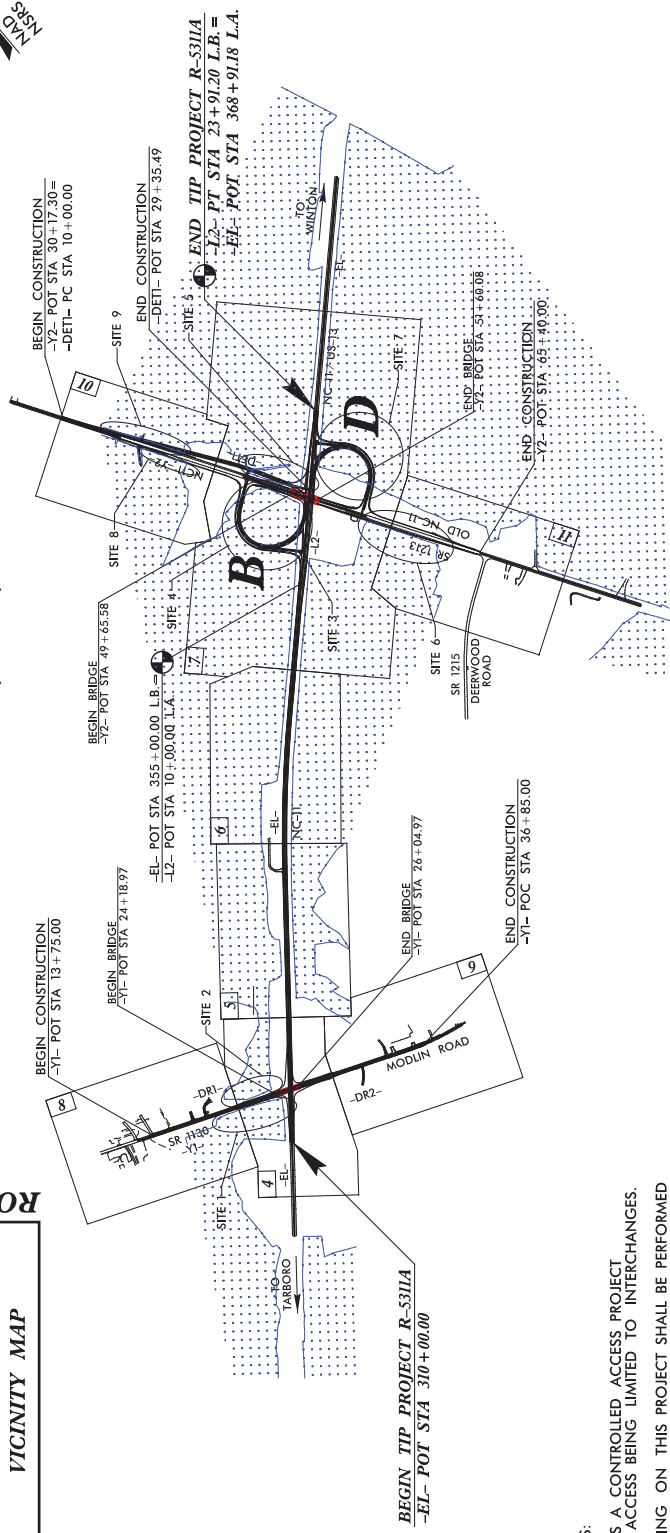 NAD
NSRS
BEGIN CONSTRUCTION
-Y2- POT STA 30+17.30=
-DET1- PC STA 10+00.00
SITE 9
END CONSTRUCTION
-DET1- POT STA 29+35.49
END TIP PROJECT R-5311A
-L2- PT STA 23+91.20 L.B. =
-EL- POT STA 368+91.18 L.A.
SITE 5
TO
WINTON
-EL-
NC-11 / US-13
SITE 7
END BRIDGE
-Y2- POT STA 51+60.08
END CONSTRUCTION
-Y2- POT STA 65+40.00
10
NC11 -Y2-
DET1
SITE 8
B
D
-L2-
OLD NC-11
SR 1213
11
BEGIN BRIDGE
-Y2- POT STA 49+65.58
SITE 4
SITE 3
SITE 6
SR 1215
DEERWOOD
ROAD
7
-EL- POT STA 355+00.00 L.B.=
-L2- POT STA 10+00.00 L.A.
6
-EL-
NC-11
BEGIN CONSTRUCTION
-Y1- POT STA 13+75.00
BEGIN BRIDGE
-Y1- POT STA 24+18.97
SITE 2
5
END BRIDGE
-Y1- POT STA 26+04.97
END CONSTRUCTION
-Y1- POC STA 36+85.00
9
MODLIN ROAD
-DR2-
-DR1-
8
SR 1130
-Y1-
SITE 1
4
-EL-
TO
TARBORO
BEGIN TIP PROJECT R-5311A
-EL- POT STA 310+00.00
VICINITY MAP
RO
S:
S A CONTROLLED ACCESS PROJECT
ACCESS BEING LIMITED TO INTERCHANGES.
NG ON THIS PROJECT SHALL BE PERFORMED